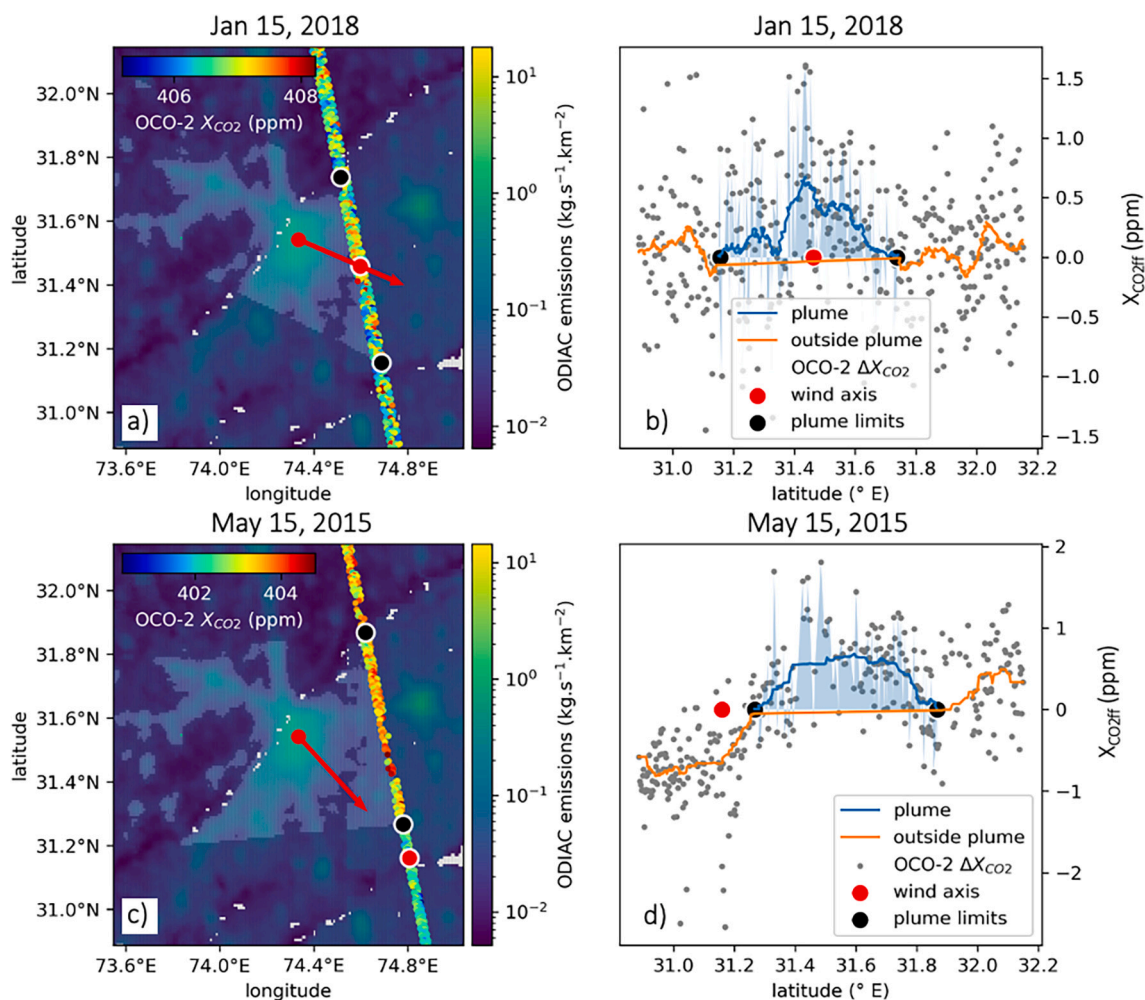 Jan 15, 2018
406 408
OCO-2 X_CO2 (ppm)
32.0°N
31.8°N
31.6°N
31.4°N
31.2°N
31.0°N
latitude
a)
73.6°E 74.0°E 74.4°E 74.8°E
longitude
10¹
10⁰
10⁻¹
10⁻²
ODIAC emissions (kg.s⁻¹.km⁻²)
Jan 15, 2018
1.5
1.0
0.5
0.0
−0.5
−1.0
−1.5
X_CO2ff (ppm)
plume
outside plume
OCO-2 ΔX_CO2
wind axis
plume limits
b)
31.0 31.2 31.4 31.6 31.8 32.0 32.2
latitude (° E)
May 15, 2015
402 404
OCO-2 X_CO2 (ppm)
32.0°N
31.8°N
31.6°N
31.4°N
31.2°N
31.0°N
latitude
c)
73.6°E 74.0°E 74.4°E 74.8°E
longitude
10¹
10⁰
10⁻¹
10⁻²
ODIAC emissions (kg.s⁻¹.km⁻²)
May 15, 2015
2
1
0
−1
−2
X_CO2ff (ppm)
plume
outside plume
OCO-2 ΔX_CO2
wind axis
plume limits
d)
31.0 31.2 31.4 31.6 31.8 32.0 32.2
latitude (° E)